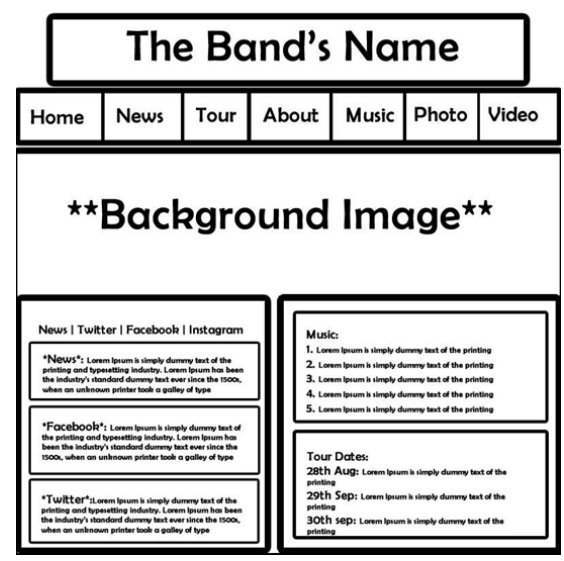 The Band's Name
Home News Tour About Music Photo Video
**Background Image**
News | Twitter | Facebook | Instagram
*News*: Lorem Ipsum is simply dummy text of the
printing and typesetting industry. Lorem Ipsum has been
the industry's standard dummy text ever since the 1500s,
when an unknown printer took a galley of type
*Facebook*: Lorem Ipsum is simply dummy text of
the printing and typesetting industry. Lorem Ipsum has
been the industry's standard dummy text ever since the
1500s, when an unknown printer took a galley of type
*Twitter*:Lorem Ipsum is simply dummy text of the
printing and typesetting industry. Lorem Ipsum has been
the industry's standard dummy text ever since the 1500s,
when an unknown printer took a galley of type
Music:
1. Lorem Ipsum is simply dummy text of the printing
2. Lorem Ipsum is simply dummy text of the printing
3. Lorem Ipsum is simply dummy text of the printing
4. Lorem Ipsum is simply dummy text of the printing
5. Lorem Ipsum is simply dummy text of the printing
Tour Dates:
28th Aug: Lorem Ipsum is simply dummy text of the
printing
29th Sep: Lorem Ipsum is simply dummy text of the
printing
30th sep: Lorem Ipsum is simply dummy text of the
printing